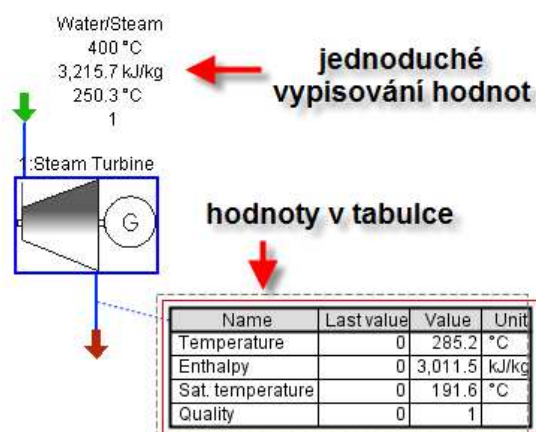 Water/Steam
400 °C
3,215.7 kJ/kg
250.3 °C
1
jednoduché
vypisování hodnot
1:Steam Turbine
G
hodnoty v tabulce
Name Last value Value Unit
Temperature 0 285.2 °C
Enthalpy 0 3,011.5 kJ/kg
Sat. temperature 0 191.6 °C
Quality 0 1